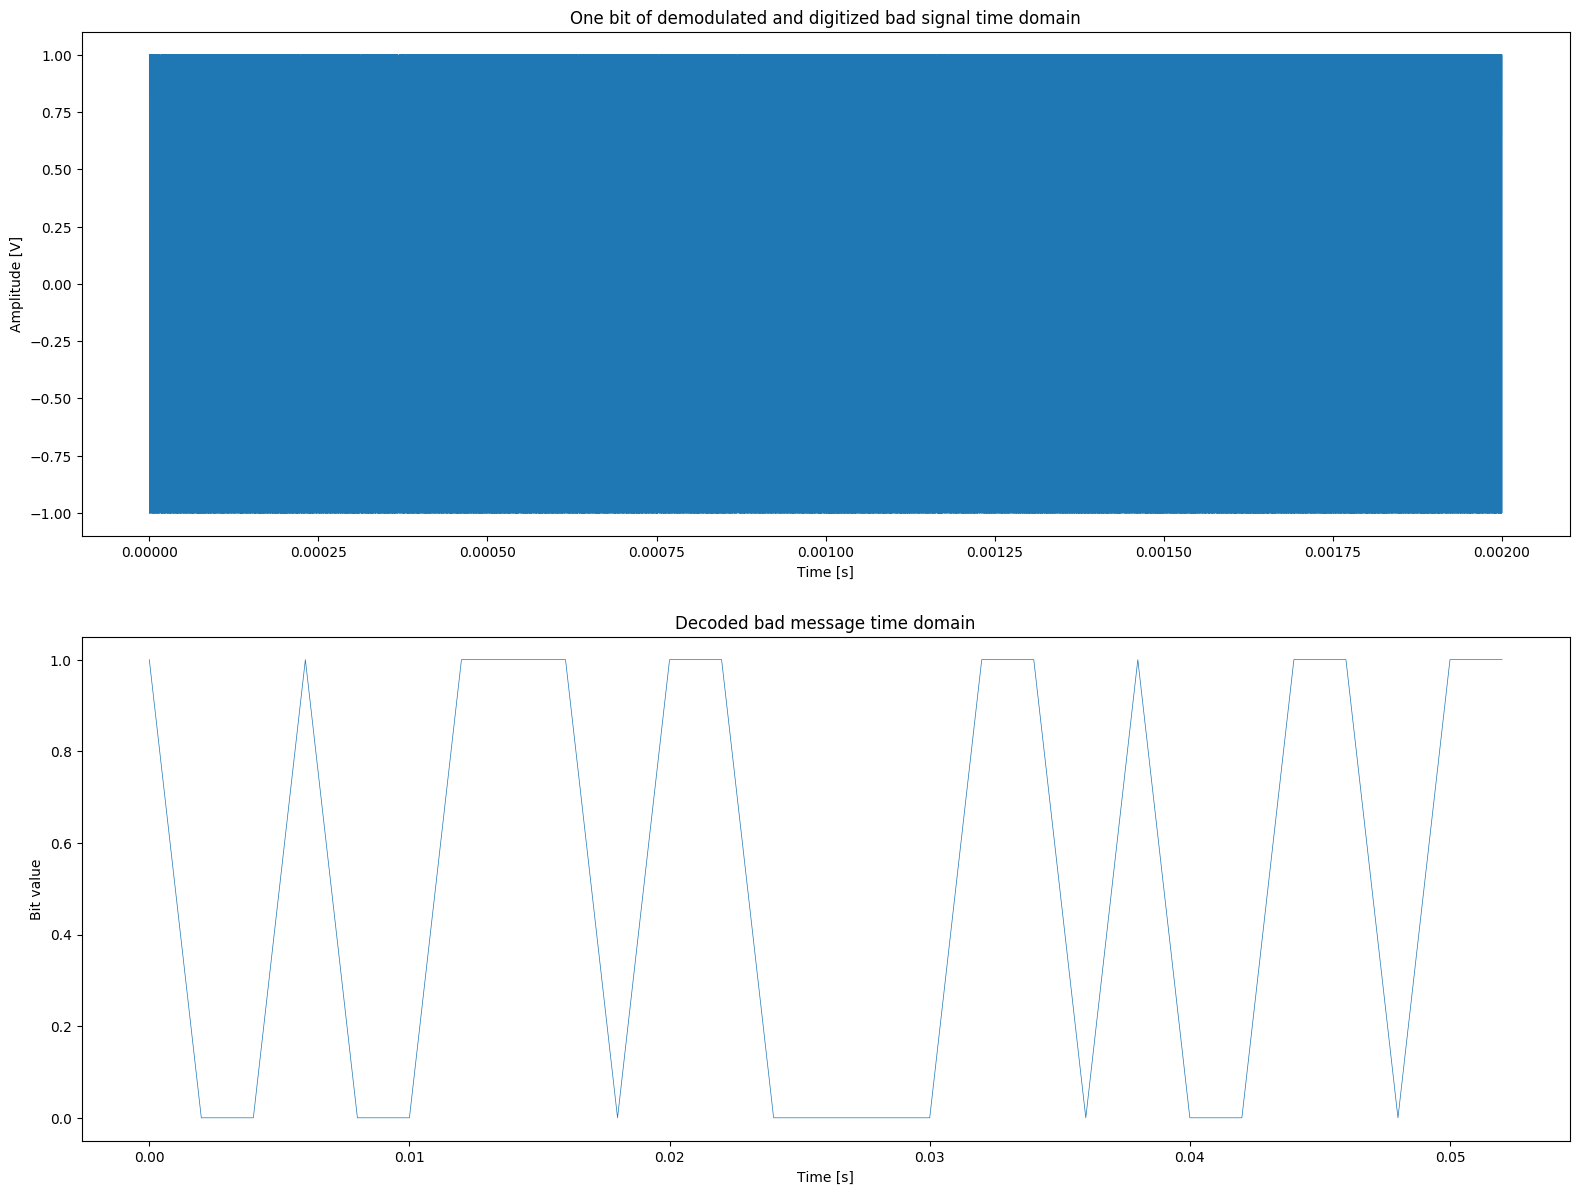 One bit of demodulated and digitized bad signal time domain
1.00
0.75
0.50
0.25
0.00
−0.25
−0.50
−0.75
−1.00
Amplitude [V]
0.00000 0.00025 0.00050 0.00075 0.00100 0.00125 0.00150 0.00175 0.00200
Time [s]
Decoded bad message time domain
1.0
0.8
0.6
0.4
0.2
0.0
Bit value
0.00 0.01 0.02 0.03 0.04 0.05
Time [s]